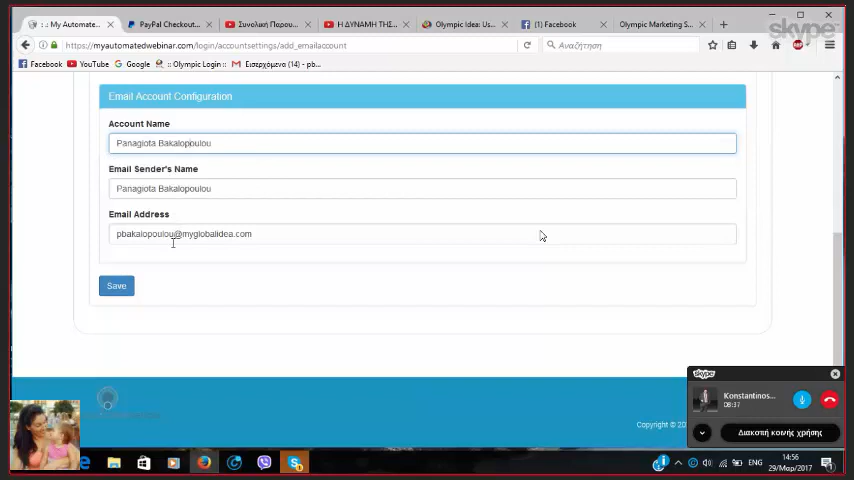 : .: My Automate...
PayPal Checkout...
Συνολική Παρου...
Η ΔΥΝΑΜΗ ΤΗΣ...
Olympic Idea: Us...
(1) Facebook
Olympic Marketing S...
skype
https://myautomatedwebinar.com/login/accountsettings/add_emailaccount
Αναζήτηση
Facebook
YouTube
Google
:: Olympic Login ::
Εισερχόμενα (14) - pb...
Email Account Configuration
Account Name
Panagiota Bakalopoulou
Email Sender's Name
Panagiota Bakalopoulou
Email Address
pbakalopoulou@myglobalidea.com
Save
skype
Konstantinos...
08:37
Διακοπή κοινής χρήσης
Copyright © 20
14:56
29/Μαρ/2017